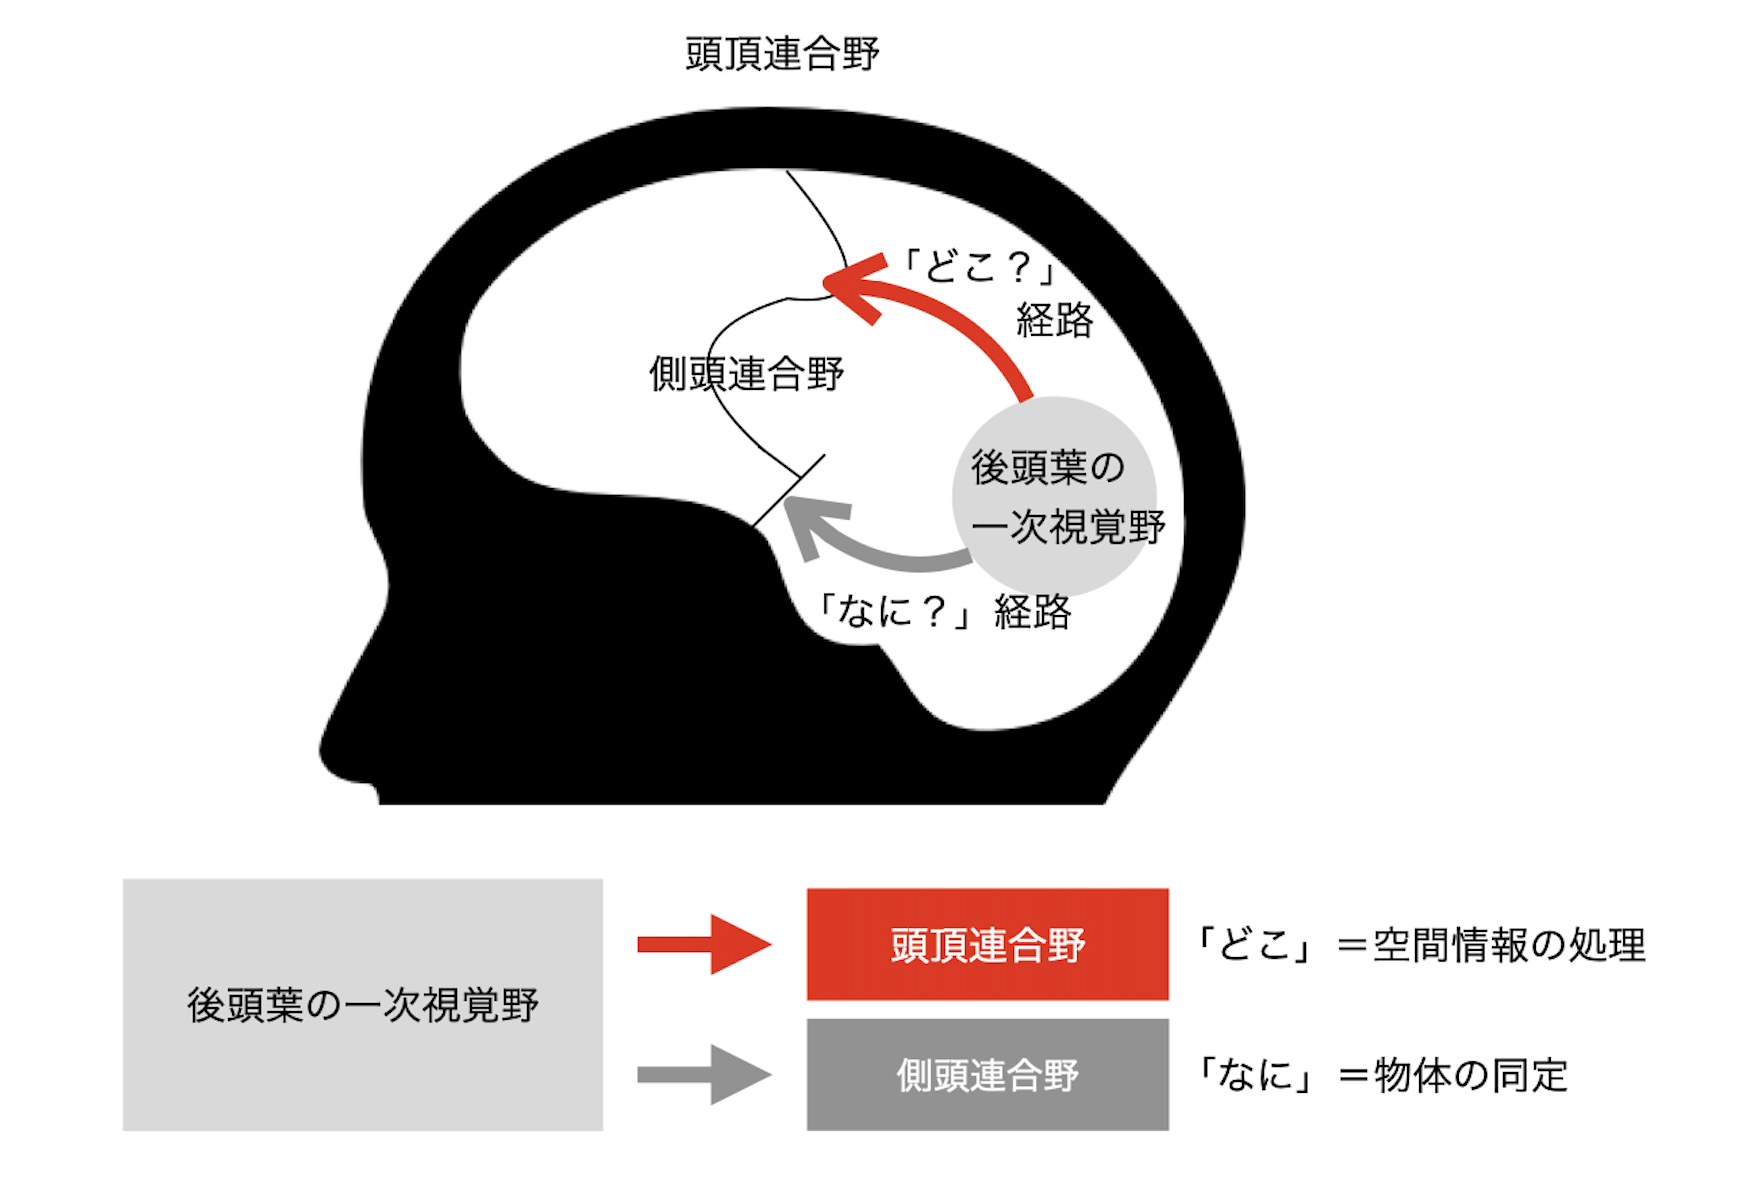 頭頂連合野
「どこ？」
経路
側頭連合野
後頭葉の
一次視覚野
「なに？」経路
後頭葉の一次視覚野
頭頂連合野
「どこ」＝空間情報の処理
側頭連合野
「なに」＝物体の同定